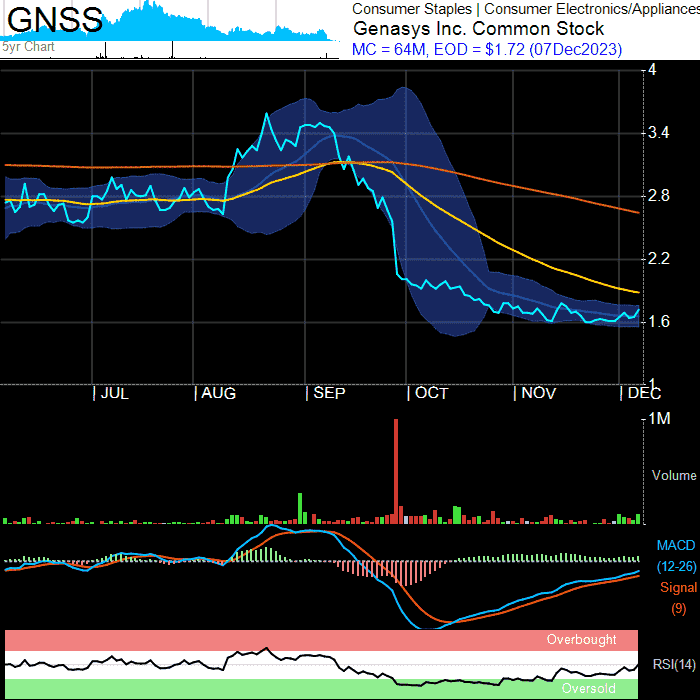 GNSS
5yr Chart
Consumer Staples | Consumer Electronics/Appliances
Genasys Inc. Common Stock
MC = 64M, EOD = $1.72 (07Dec2023)
4
3.4
2.8
2.2
1.6
1
JUL
AUG
SEP
OCT
NOV
DEC
1M
Volume
MACD
(12-26)
Signal
(9)
Overbought
RSI(14)
Oversold